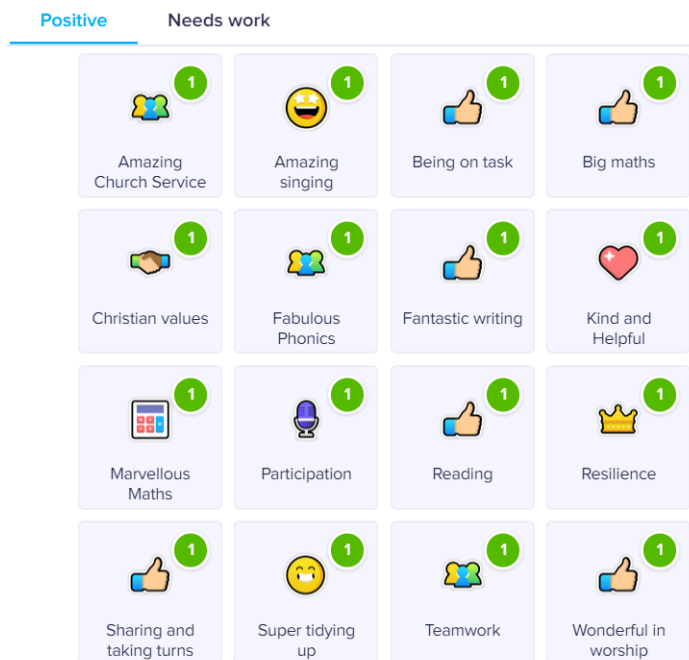 Positive Needs work
1 1 1 1
Amazing Amazing Being on task Big maths
Church Service singing
1 1 1 1
Christian values Fabulous Fantastic writing Kind and
Phonics Helpful
1 1 1 1
Marvellous Participation Reading Resilience
Maths
1 1 1 1
Sharing and Super tidying Teamwork Wonderful in
taking turns up worship